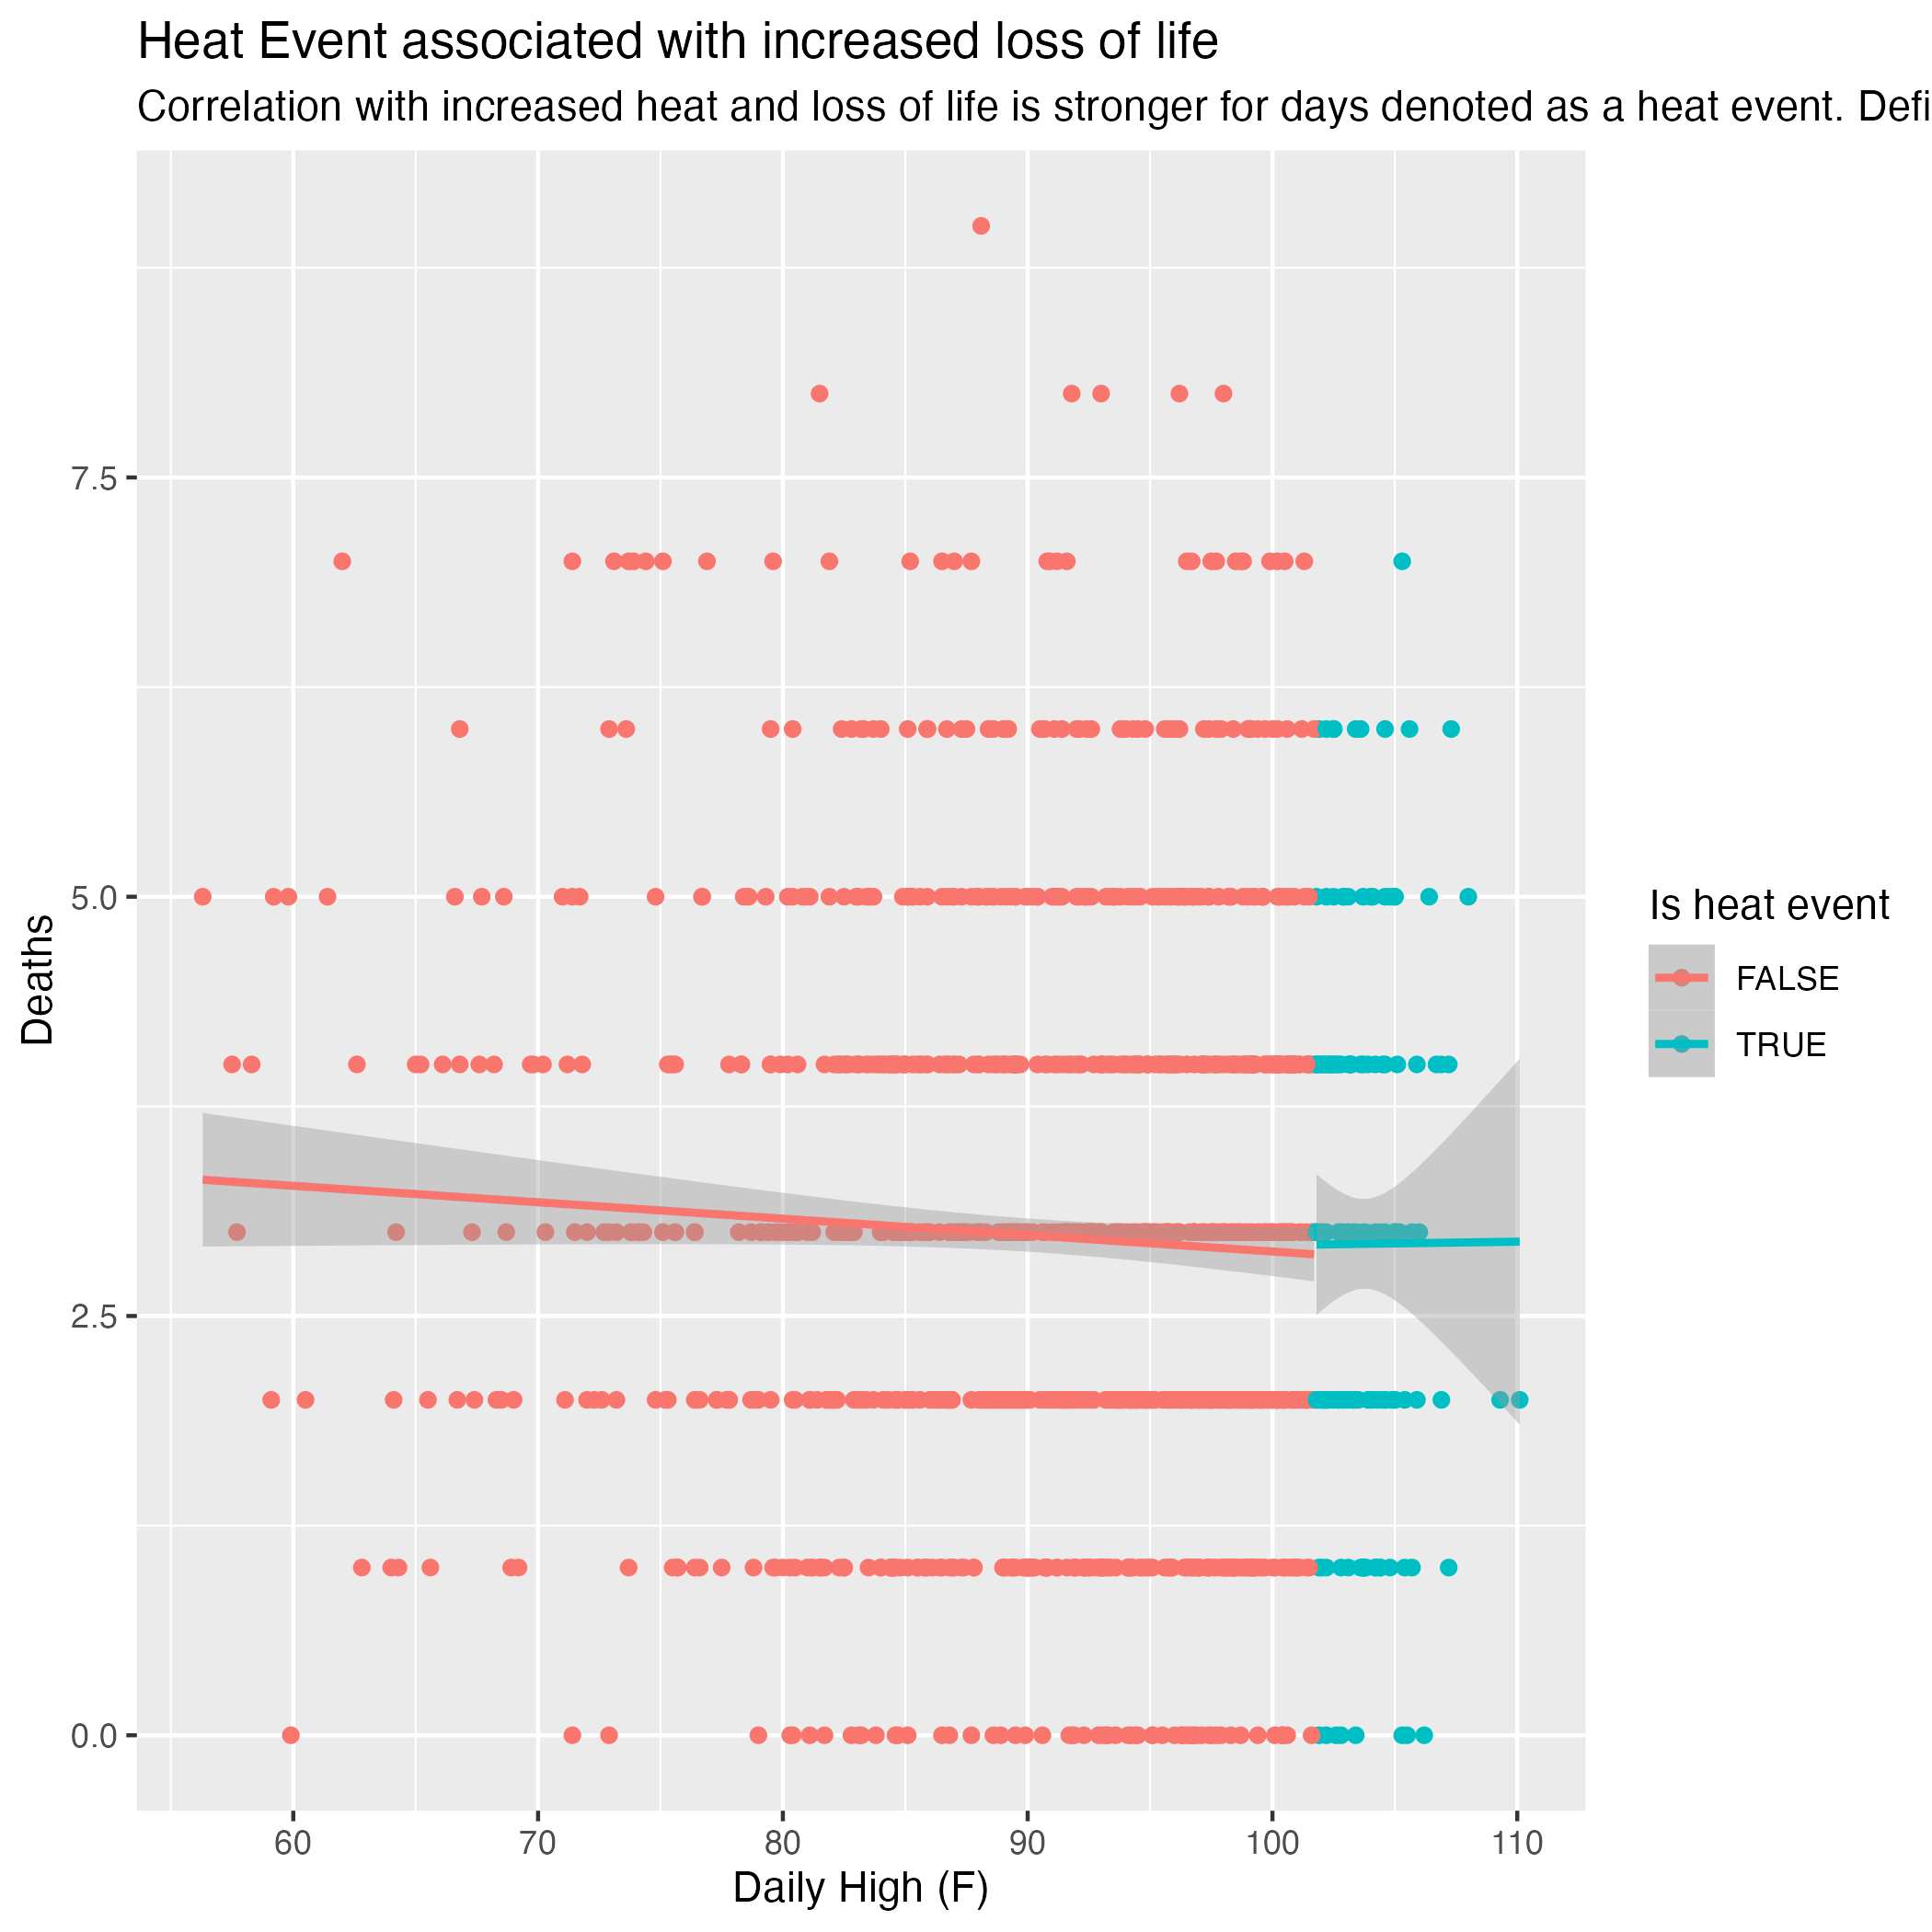 Heat Event associated with increased loss of life
Correlation with increased heat and loss of life is stronger for days denoted as a heat event. Defi
7.5
5.0
2.5
0.0
Deaths
60 70 80 90 100 110
Daily High (F)
Is heat event
FALSE
TRUE